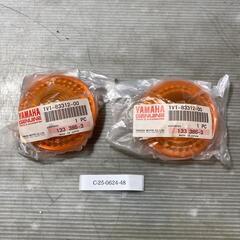 YAMAHA
GENUINE
1V1-83312-00
1 PC
133 386-3
YAMAHA
GENUINE
1V1-83312-00
1 PC
133 386-3
C-25-0624-48